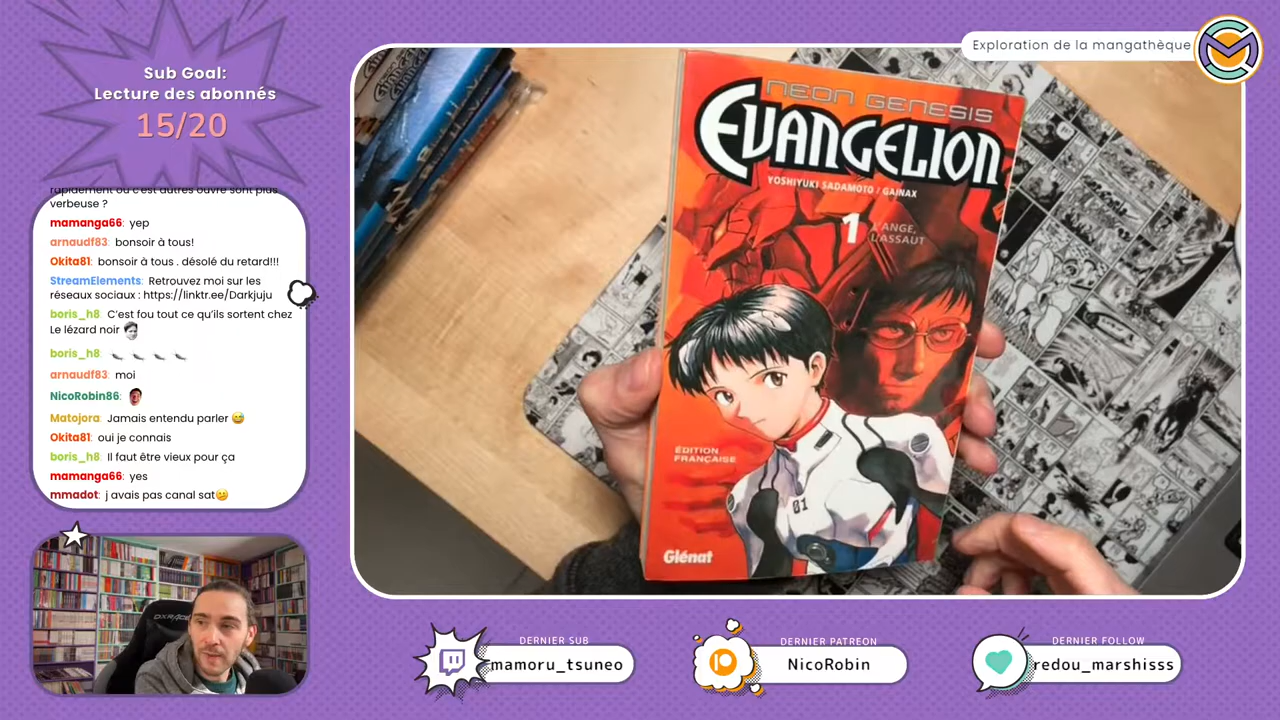 Sub Goal:
Lecture des abonnés
15/20
Exploration de la mangathèque
verbeuse ?
mamanga66: yep
arnaudf83: bonsoir à tous!
Okita81: bonsoir à tous . désolé du retard!!!
StreamElements: Retrouvez moi sur les
réseaux sociaux : https://linktr.ee/Darkjuju
boris_h8: C'est fou tout ce qu'ils sortent chez
Le lézard noir
boris_h8:
arnaudf83: moi
NicoRobin86:
Matojora: Jamais entendu parler
Okita81: oui je connais
boris_h8: Il faut être vieux pour ça
mamanga66: yes
mmadot: j avais pas canal sat
NEON GENESIS
EVANGELION
YOSHIYUKI SADAMOTO / GAINAX
1 L'ANGE,
L'ASSAUT
ÉDITION
FRANÇAISE
01
Glénat
DERNIER SUB
mamoru_tsuneo
DERNIER PATREON
NicoRobin
DERNIER FOLLOW
redou_marshisss